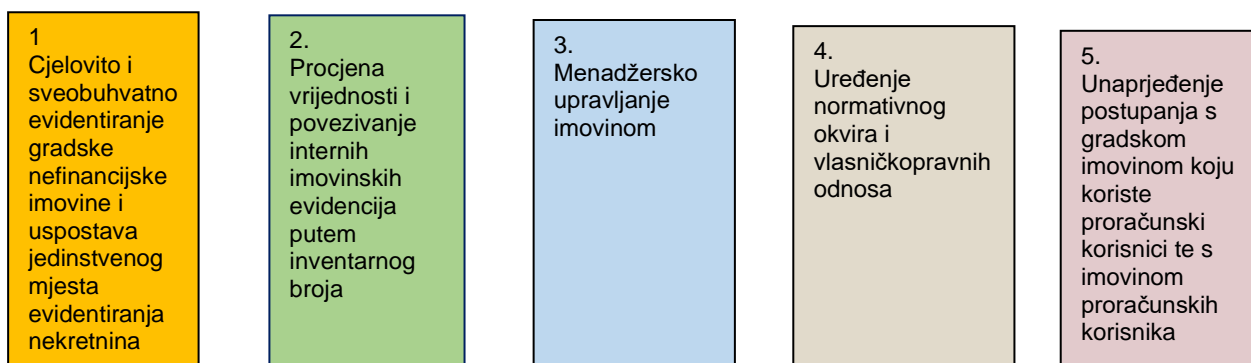 1
Cjelovito i
sveobuhvatno
evidentiranje
gradske
nefinancijske
imovine i
uspostava
jedinstvenog
mjesta
evidentiranja
nekretnina
2.
Procjena
vrijednosti i
povezivanje
internih
imovinskih
evidencija
putem
inventarnog
broja
3.
Menadžersko
upravljanje
imovinom
4.
Uređenje
normativnog
okvira i
vlasničkopravnih
odnosa
5.
Unaprjeđenje
postupanja s
gradskom
imovinom koju
koriste
proračunski
korisnici te s
imovinom
proračunskih
korisnika